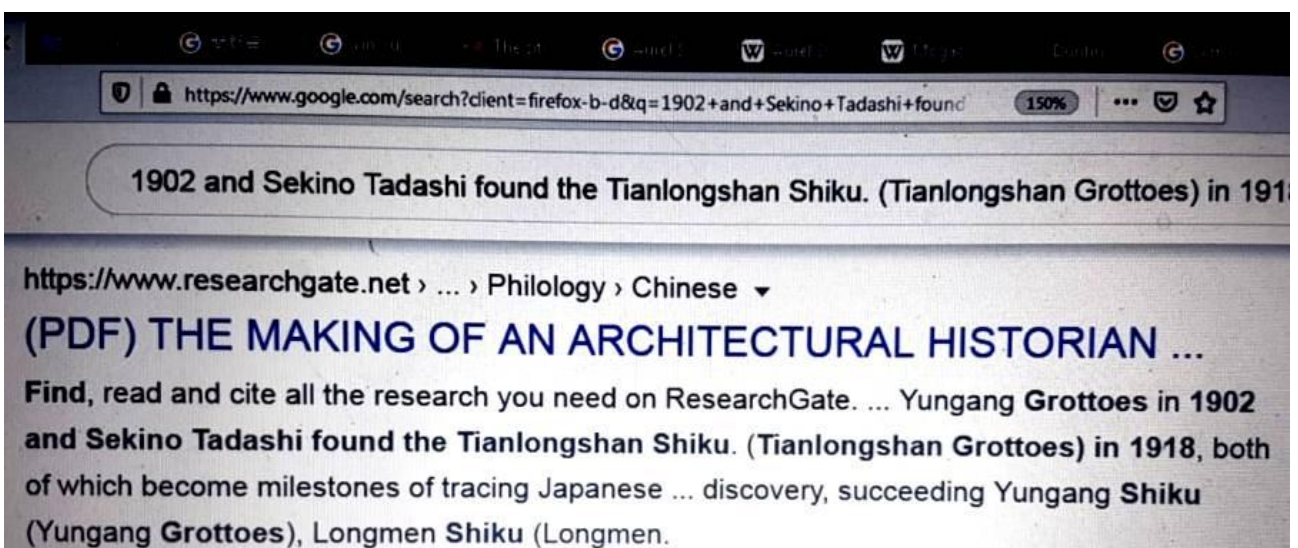 https://www.google.com/search?client=firefox-b-d&q=1902+and+Sekino+Tadashi+found
150%
1902 and Sekino Tadashi found the Tianlongshan Shiku. (Tianlongshan Grottoes) in 191
https://www.researchgate.net › ... › Philology › Chinese
(PDF) THE MAKING OF AN ARCHITECTURAL HISTORIAN ...
Find, read and cite all the research you need on ResearchGate. ... Yungang Grottoes in 1902
and Sekino Tadashi found the Tianlongshan Shiku. (Tianlongshan Grottoes) in 1918, both
of which become milestones of tracing Japanese ... discovery, succeeding Yungang Shiku
(Yungang Grottoes), Longmen Shiku (Longmen.